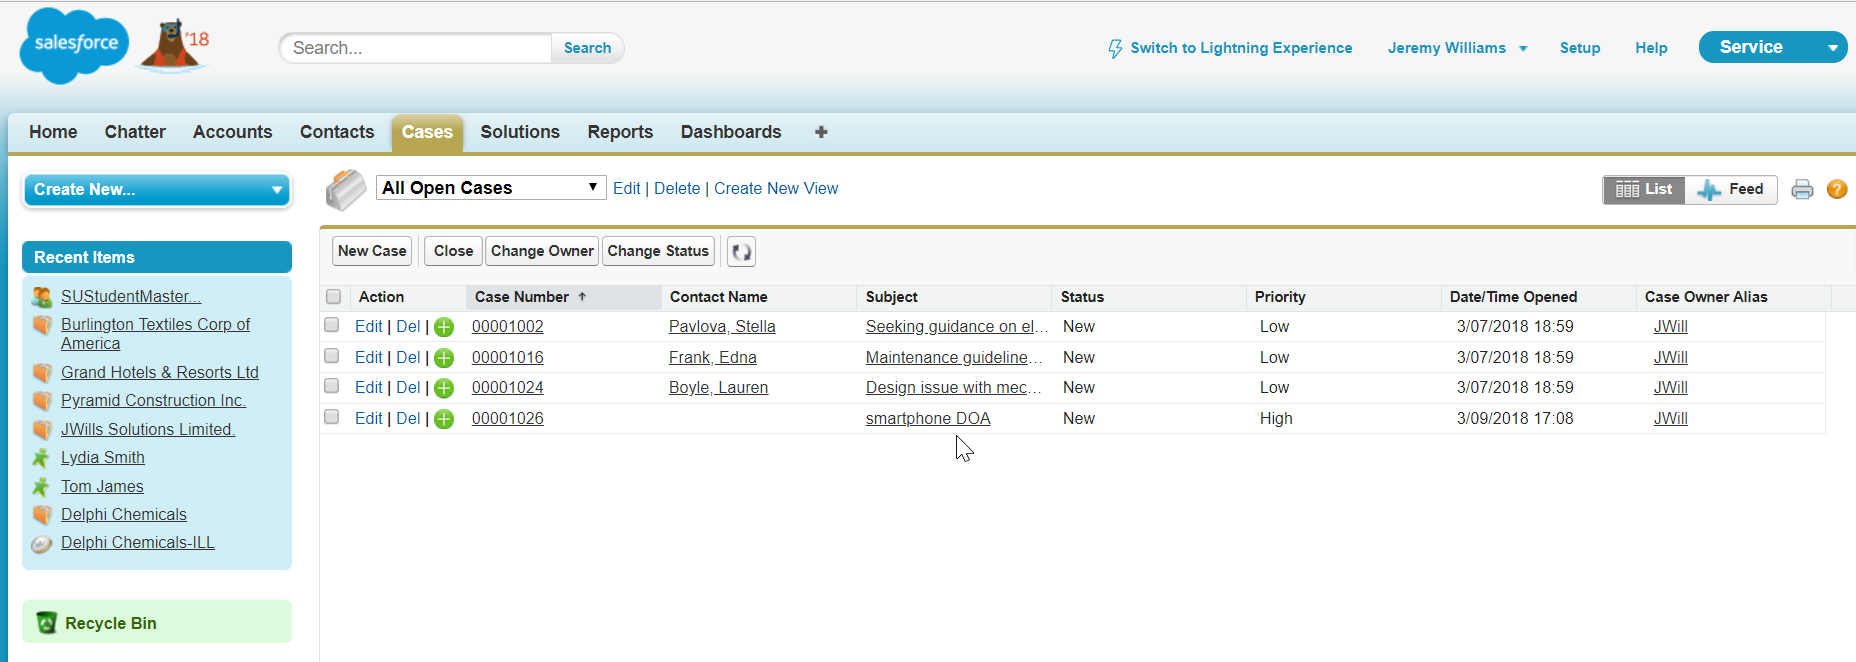 salesforce
'18
Search...
Search
Switch to Lightning Experience
Jeremy Williams
Setup
Help
Service
Home Chatter Accounts Contacts Cases Solutions Reports Dashboards +
Create New...
All Open Cases
Edit | Delete | Create New View
List
Feed
?
Recent Items
SUStudentMaster...
Burlington Textiles Corp of
America
Grand Hotels & Resorts Ltd
Pyramid Construction Inc.
JWills Solutions Limited.
Lydia Smith
Tom James
Delphi Chemicals
Delphi Chemicals-ILL
Recycle Bin
New Case Close Change Owner Change Status
Action Case Number ↑ Contact Name Subject Status Priority Date/Time Opened Case Owner Alias
Edit | Del | 00001002 Pavlova, Stella Seeking guidance on el... New Low 3/07/2018 18:59 JWill
Edit | Del | 00001016 Frank, Edna Maintenance guideline... New Low 3/07/2018 18:59 JWill
Edit | Del | 00001024 Boyle, Lauren Design issue with mec... New Low 3/07/2018 18:59 JWill
Edit | Del | 00001026 smartphone DOA New High 3/09/2018 17:08 JWill